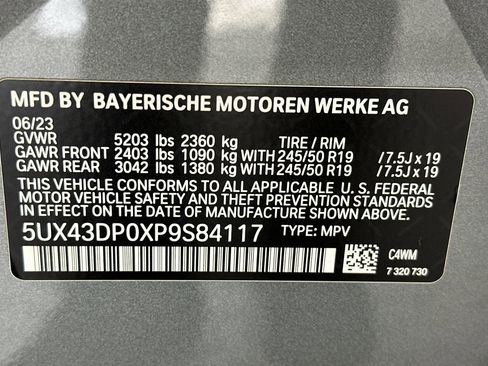 MFD BY BAYERISCHE MOTOREN WERKE AG
06/23
GVWR 5203 lbs 2360 kg TIRE / RIM
GAWR FRONT 2403 lbs 1090 kg WITH 245/50 R19 /7.5J x 19
GAWR REAR 3042 lbs 1380 kg WITH 245/50 R19 /7.5J x 19
THIS VEHICLE CONFORMS TO ALL APPLICABLE U. S. FEDERAL
MOTOR VEHICLE SAFETY AND THEFT PREVENTION STANDARDS
IN EFFECT ON THE DATE OF MANUFACTURE SHOWN ABOVE.
5UX43DP0XP9S84117 TYPE: MPV
C4WM
7 320 730